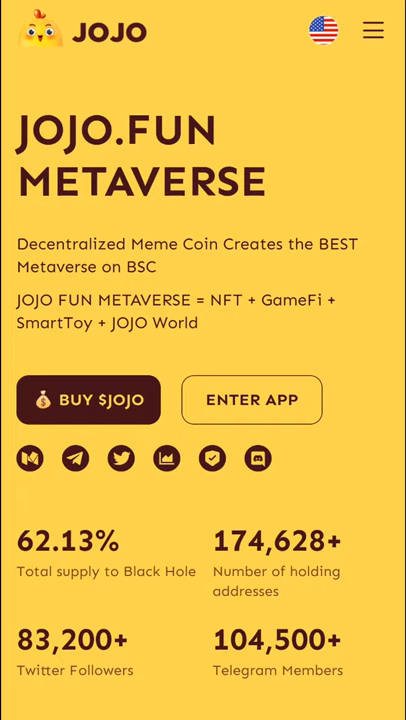 JOJO
JOJO.FUN
METAVERSE
Decentralized Meme Coin Creates the BEST
Metaverse on BSC
JOJO FUN METAVERSE = NFT + GameFi +
SmartToy + JOJO World
BUY $JOJO
ENTER APP
62.13%
Total supply to Black Hole
174,628+
Number of holding
addresses
83,200+
Twitter Followers
104,500+
Telegram Members